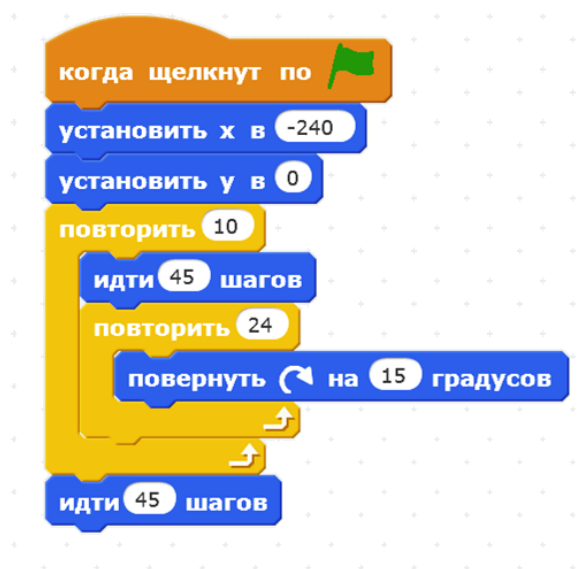 когда щелкнут по
установить x в -240
установить y в 0
повторить 10
идти 45 шагов
повторить 24
повернуть на 15 градусов
идти 45 шагов